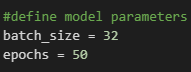 #define model parameters
batch_size = 32
epochs = 50